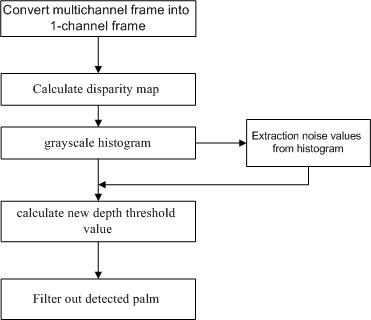 Convert multichannel frame into
1-channel frame
Calculate disparity map
grayscale histogram
Extraction noise values
from histogram
calculate new depth threshold
value
Filter out detected palm